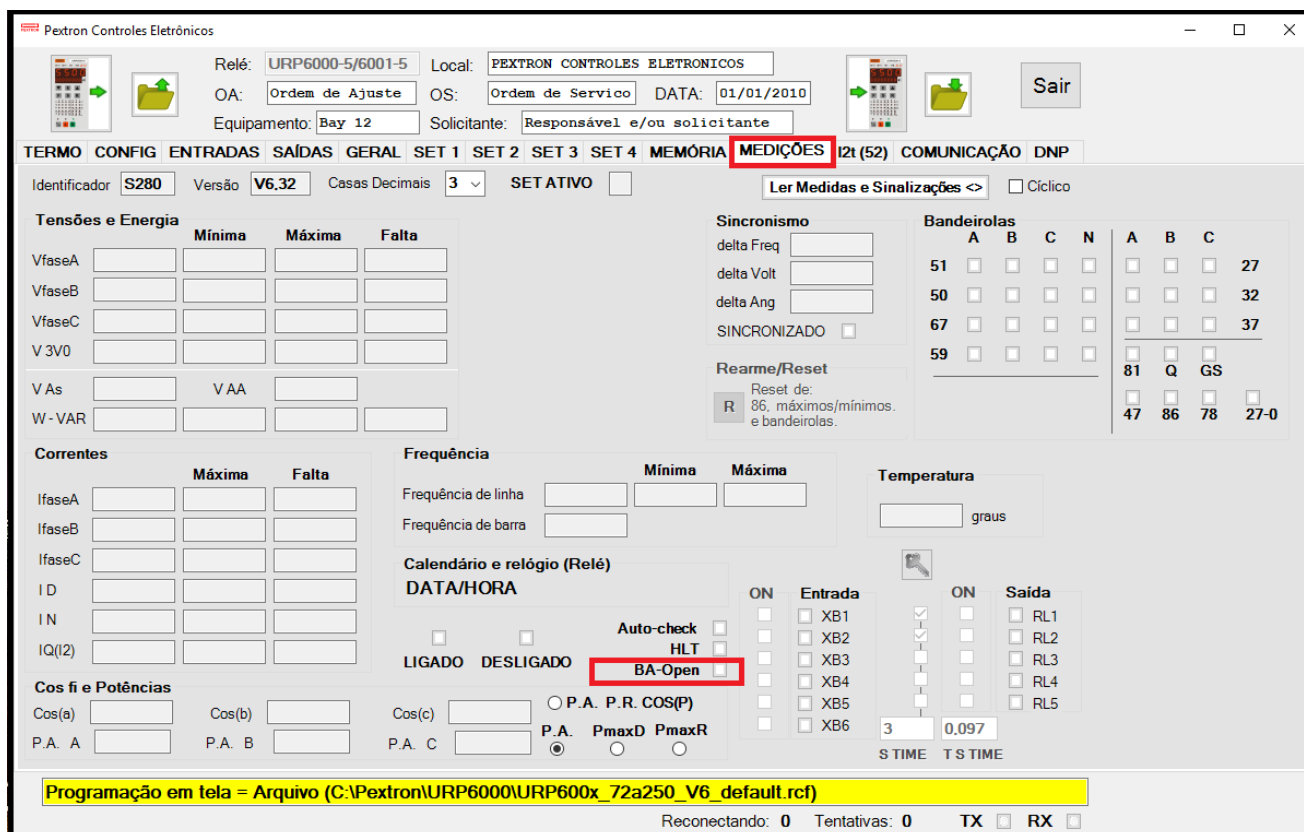 Pextron Controles Eletrônicos
Relé: URP6000-5/6001-5 Local: PEXTRON CONTROLES ELETRONICOS
OA: Ordem de Ajuste OS: Ordem de Servico DATA: 01/01/2010
Equipamento: Bay 12 Solicitante: Responsável e/ou solicitante
Sair
TERMO CONFIG ENTRADAS SAÍDAS GERAL SET 1 SET 2 SET 3 SET 4 MEMÓRIA MEDIÇÕES I2t (52) COMUNICAÇÃO DNP
Identificador S280 Versão V6.32 Casas Decimais 3 SET ATIVO Ler Medidas e Sinalizações <> Cíclico
Tensões e Energia
Mínima Máxima Falta
VfaseA
VfaseB
VfaseC
V 3V0
V As V AA
W - VAR
Sincronismo
delta Freq
delta Volt
delta Ang
SINCRONIZADO
Rearme/Reset
R Reset de:
86, máximos/mínimos.
e bandeirolas.
Bandeirolas
A B C N A B C
51 27
50 32
67 37
59
81 Q GS
47 86 78 27-0
Correntes
Máxima Falta
IfaseA
IfaseB
IfaseC
I D
I N
IQ(I2)
Frequência
Mínima Máxima
Frequência de linha
Frequência de barra
Temperatura
graus
Calendário e relógio (Relé)
DATA/HORA
Auto-check
HLT
BA-Open
LIGADO DESLIGADO
ON Entrada
XB1
XB2
XB3
XB4
XB5
XB6
ON Saída
RL1
RL2
RL3
RL4
RL5
3 0,097
S TIME T S TIME
Cos fi e Potências
Cos(a) Cos(b) Cos(c)
P.A. A P.A. B P.A. C
P.A. P.R. COS(P)
P.A. PmaxD PmaxR
Programação em tela = Arquivo (C:\Pextron\URP6000\URP600x_72a250_V6_default.rcf)
Reconectando: 0 Tentativas: 0 TX RX